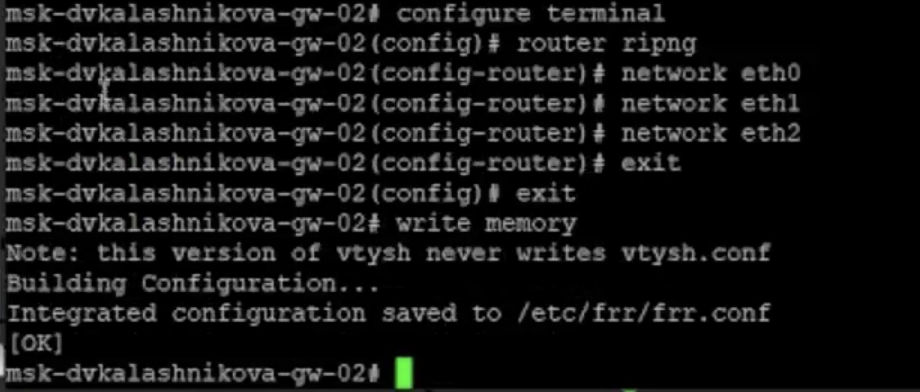 msk-dvkalashnikova-gw-02# configure terminal
msk-dvkalashnikova-gw-02(config)# router ripng
msk-dvkalashnikova-gw-02(config-router)# network eth0
msk-dvkalashnikova-gw-02(config-router)# network eth1
msk-dvkalashnikova-gw-02(config-router)# network eth2
msk-dvkalashnikova-gw-02(config-router)# exit
msk-dvkalashnikova-gw-02(config)# exit
msk-dvkalashnikova-gw-02# write memory
Note: this version of vtysh never writes vtysh.conf
Building Configuration...
Integrated configuration saved to /etc/frr/frr.conf
[OK]
msk-dvkalashnikova-gw-02#